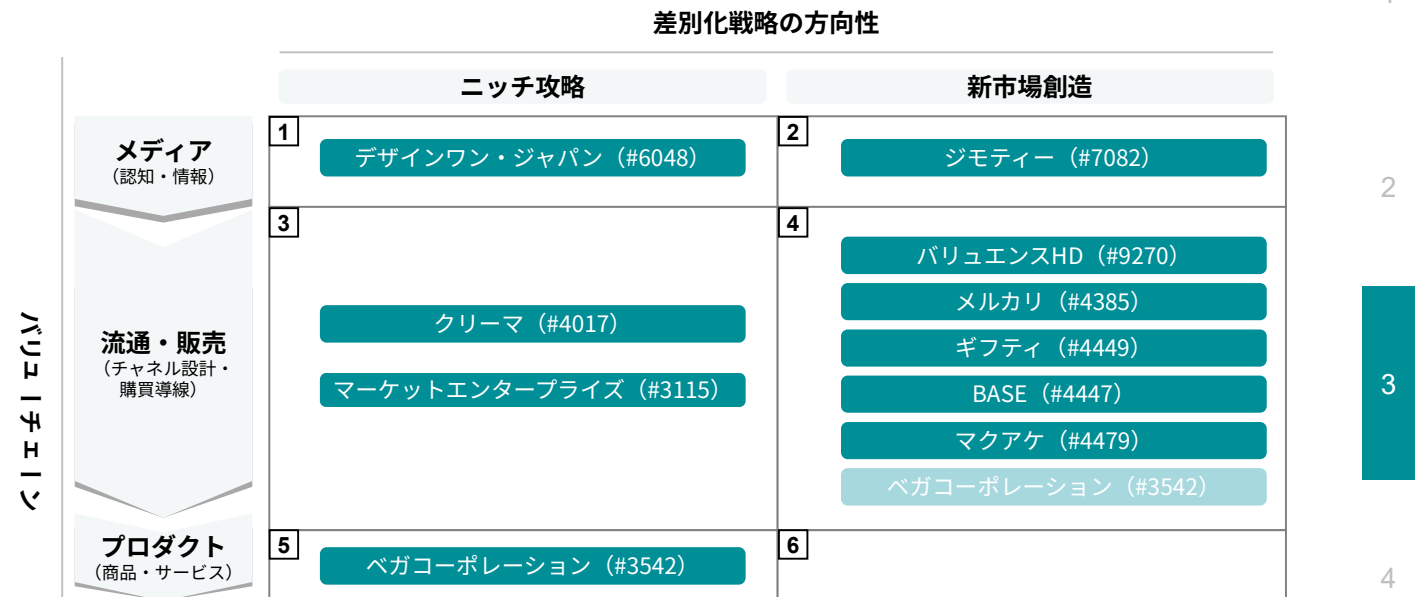 差別化戦略の方向性
ニッチ攻略
新市場創造
バリューチェーン
メディア
（認知・情報）
1
デザインワン・ジャパン（#6048）
2
ジモティー（#7082）
流通・販売
（チャネル設計・
購買導線）
3
クリーマ（#4017）
マーケットエンタープライズ（#3115）
4
バリュエンスHD（#9270）
メルカリ（#4385）
ギフティ（#4449）
BASE（#4447）
マクアケ（#4479）
ベガコーポレーション（#3542）
プロダクト
（商品・サービス）
5
ベガコーポレーション（#3542）
6
2
3
4